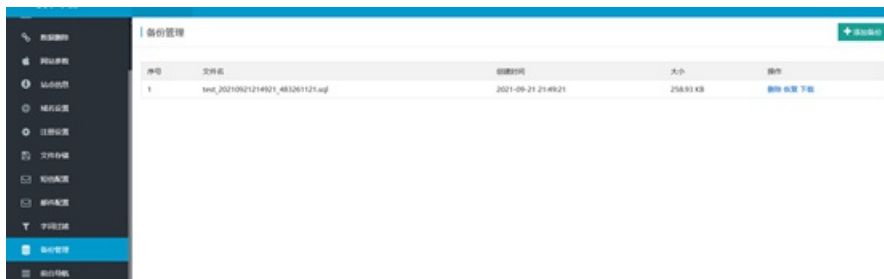 数据删除
备份管理
添加备份
网站参数
序号 文件名 创建时间 大小 操作
站点信息
1 test_20210921214921_483261121.sql 2021-09-21 21:49:21 258.93 KB 删除 恢复 下载
域名设置
注册设置
文件存储
短信配置
邮件配置
字词过滤
备份管理
前台导航